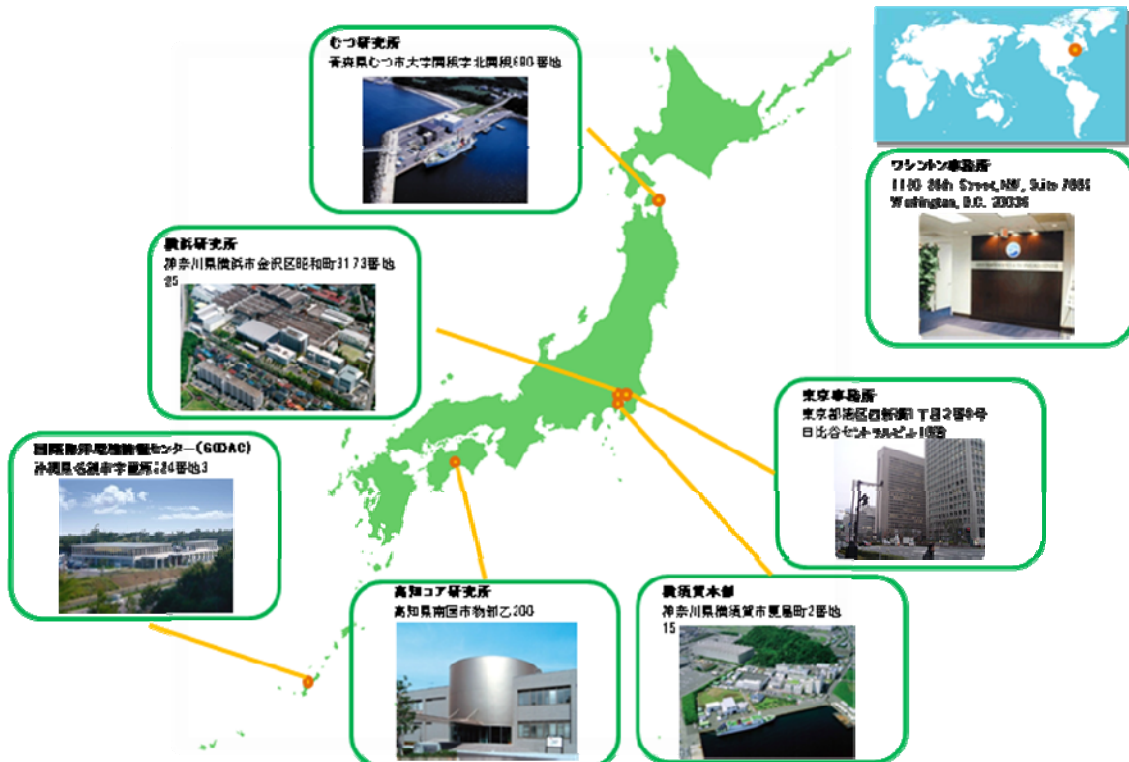 むつ研究所
青森県むつ市大字関根字北関根690番地
ワシントン事務所
Washington, D.C. 20036
横浜研究所
神奈川県横浜市金沢区昭和町3173番地
25
東京事務所
東京都港区西新橋1丁目2番9号
日比谷セントラルビル10階
国際海洋環境情報センター(GODAC)
沖縄県名護市字豊原224番地3
高知コア研究所
高知県南国市物部乙200
横須賀本部
神奈川県横須賀市夏島町2番地
15